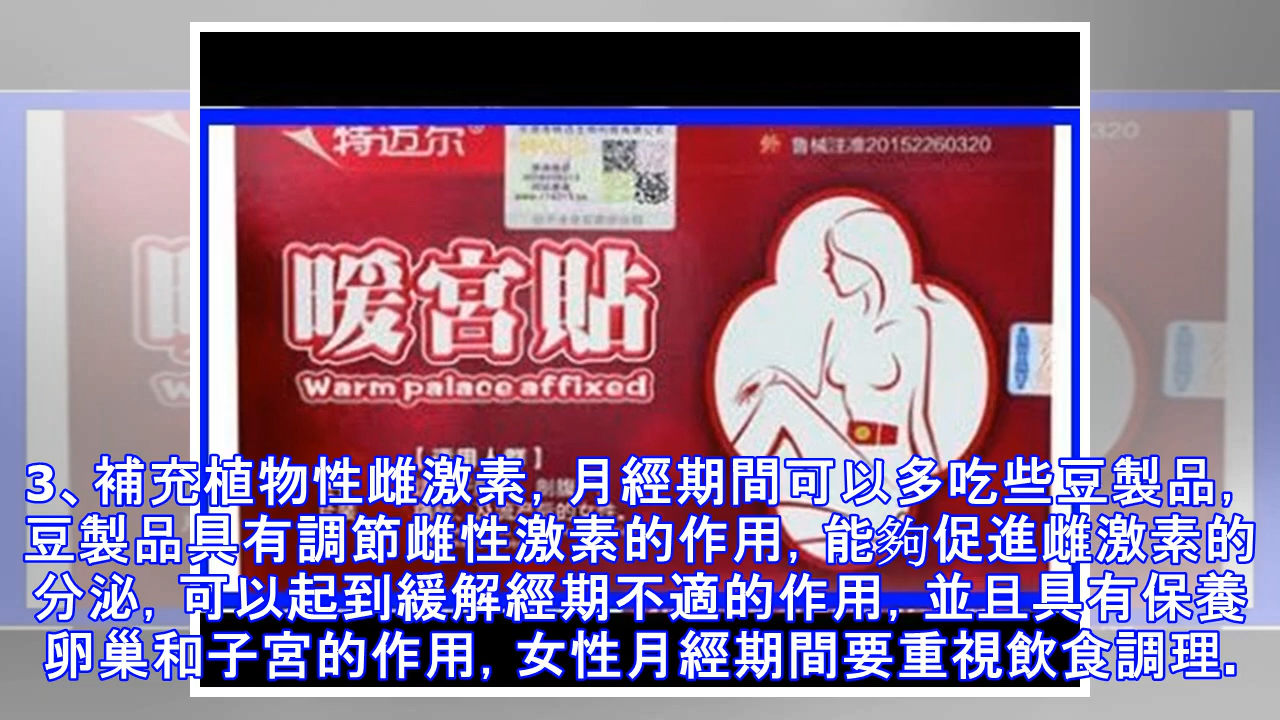 特迈尔®
鲁械注准20152260320
暖宮貼
Warm palace affixed
320
3、補充植物性雌激素, 月經期間可以多吃些豆製品,
豆製品具有調節雌性激素的作用, 能夠促進雌激素的
分泌, 可以起到緩解經期不適的作用, 並且具有保養
卵巢和子宮的作用, 女性月經期間要重視飲食調理.